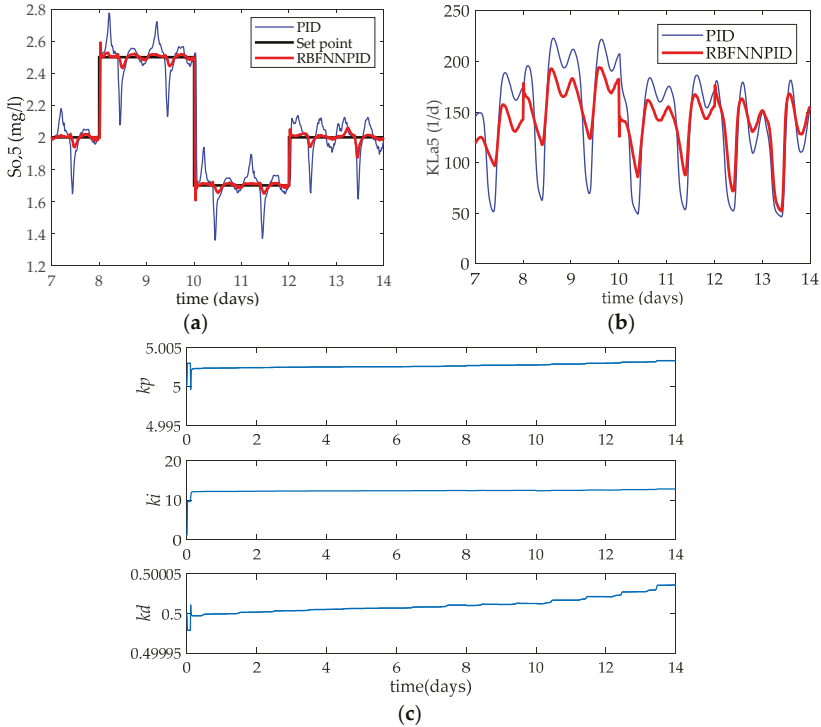 2.8
2.6
2.4
2.2
2
1.8
1.6
1.4
1.2
So,5 (mg/l)
PID
Set point
RBFNNPID
7 8 9 10 11 12 13 14
time (days)
(a)
250
200
150
100
50
0
KLa5 (1/d)
PID
RBFNNPID
7 8 9 10 11 12 13 14
time (days)
(b)
5.005
5
4.995
kp
0 2 4 6 8 10 12 14
20
10
0
ki
0 2 4 6 8 10 12 14
0.50005
0.5
0.49995
kd
0 2 4 6 8 10 12 14
time(days)
(c)